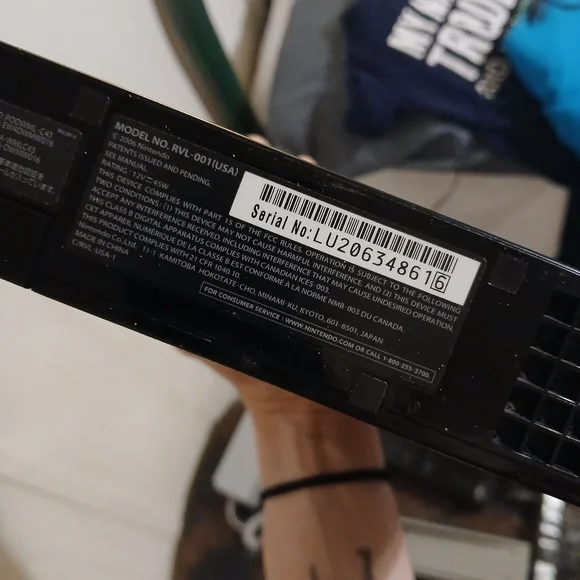 MODEL NO. RVL-001(USA)
© 2006 Nintendo
PATENTS ISSUED AND PENDING.
SEE MANUAL.
RATING : 12V⎓45W
THIS DEVICE COMPLIES WITH PART 15 OF THE FCC RULES. OPERATION IS SUBJECT TO THE FOLLOWING
TWO CONDITIONS: (1) THIS DEVICE MAY NOT CAUSE HARMFUL INTERFERENCE, AND (2) THIS DEVICE MUST
ACCEPT ANY INTERFERENCE RECEIVED, INCLUDING INTERFERENCE THAT MAY CAUSE UNDESIRED OPERATION.
THIS CLASS B DIGITAL APPARATUS COMPLIES WITH CANADIAN ICES-003.
CET APPAREIL NUMERIQUE DE LA CLASSE B EST CONFORME À LA NORME NMB-003 DU CANADA.
THIS PRODUCT COMPLIES WITH 21 CFR 1040.10.
Nintendo Co.,Ltd. 11-1 KAMITOBA HOKOTATE-CHO, MINAMI-KU, KYOTO, 601-8501, JAPAN
MADE IN CHINA
C/RVL USA-1
FOR CONSUMER SERVICE : WWW.NINTENDO.COM OR CALL 1-800-255-3700.
Serial No: LU206348616
MY